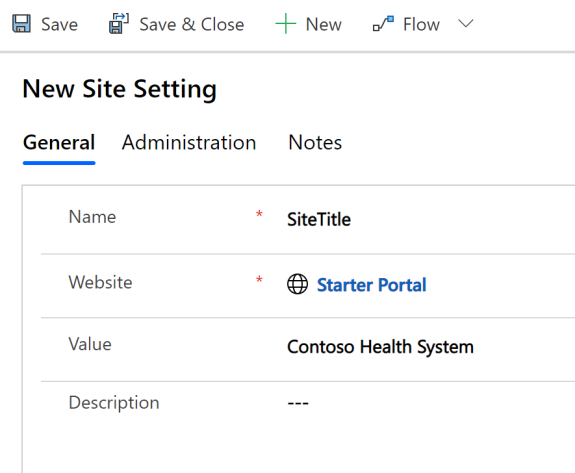 Save Save & Close New Flow
New Site Setting
General Administration Notes
Name * SiteTitle
Website * Starter Portal
Value Contoso Health System
Description ---